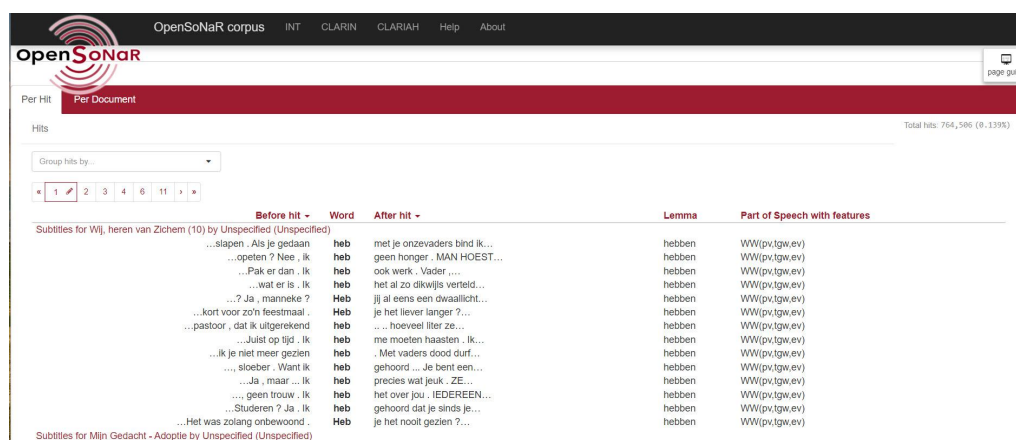 OpenSoNaR corpus INT CLARIN CLARIAH Help About
OpenSoNaR
page gui
Per Hit Per Document
Hits Total hits: 764,506 (0.139%)
Group hits by...
« 1 2 3 4 6 11 › »
Before hit Word After hit Lemma Part of Speech with features
Subtitles for Wij, heren van Zichem (10) by Unspecified (Unspecified)
…slapen . Als je gedaan heb met je onzevaders bind ik… hebben WW(pv,tgw,ev)
…opeten ? Nee , ik heb geen honger . MAN HOEST… hebben WW(pv,tgw,ev)
…Pak er dan . Ik heb ook werk . Vader ,… hebben WW(pv,tgw,ev)
…wat er is . Ik heb het al zo dikwijls verteld… hebben WW(pv,tgw,ev)
…? Ja , manneke ? Heb jij al eens een dwaallicht… hebben WW(pv,tgw,ev)
…kort voor zo'n feestmaal . Heb je het liever langer ?… hebben WW(pv,tgw,ev)
…pastoor , dat ik uitgerekend heb .. .. hoeveel liter ze… hebben WW(pv,tgw,ev)
…Juist op tijd . Ik heb me moeten haasten . Ik… hebben WW(pv,tgw,ev)
…ik je niet meer gezien heb . Met vaders dood durf… hebben WW(pv,tgw,ev)
…, sloeber . Want ik heb gehoord ... Je bent een… hebben WW(pv,tgw,ev)
…Ja , maar ... Ik heb precies wat jeuk . ZE… hebben WW(pv,tgw,ev)
…, geen trouw . Ik heb het over jou . IEDEREEN… hebben WW(pv,tgw,ev)
…Studeren ? Ja . Ik heb gehoord dat je sinds je… hebben WW(pv,tgw,ev)
…Het was zolang onbewoond . Heb je het nooit gezien ?… hebben WW(pv,tgw,ev)
Subtitles for Mijn Gedacht - Adoptie by Unspecified (Unspecified)